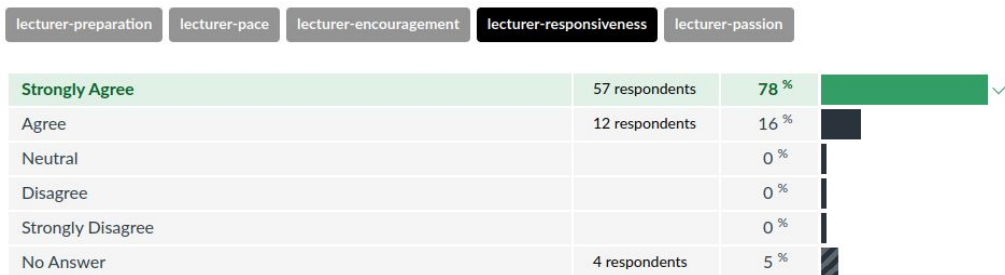 lecturer-preparation lecturer-pace lecturer-encouragement lecturer-responsiveness lecturer-passion
Strongly Agree 57 respondents 78 %
Agree 12 respondents 16 %
Neutral 0 %
Disagree 0 %
Strongly Disagree 0 %
No Answer 4 respondents 5 %